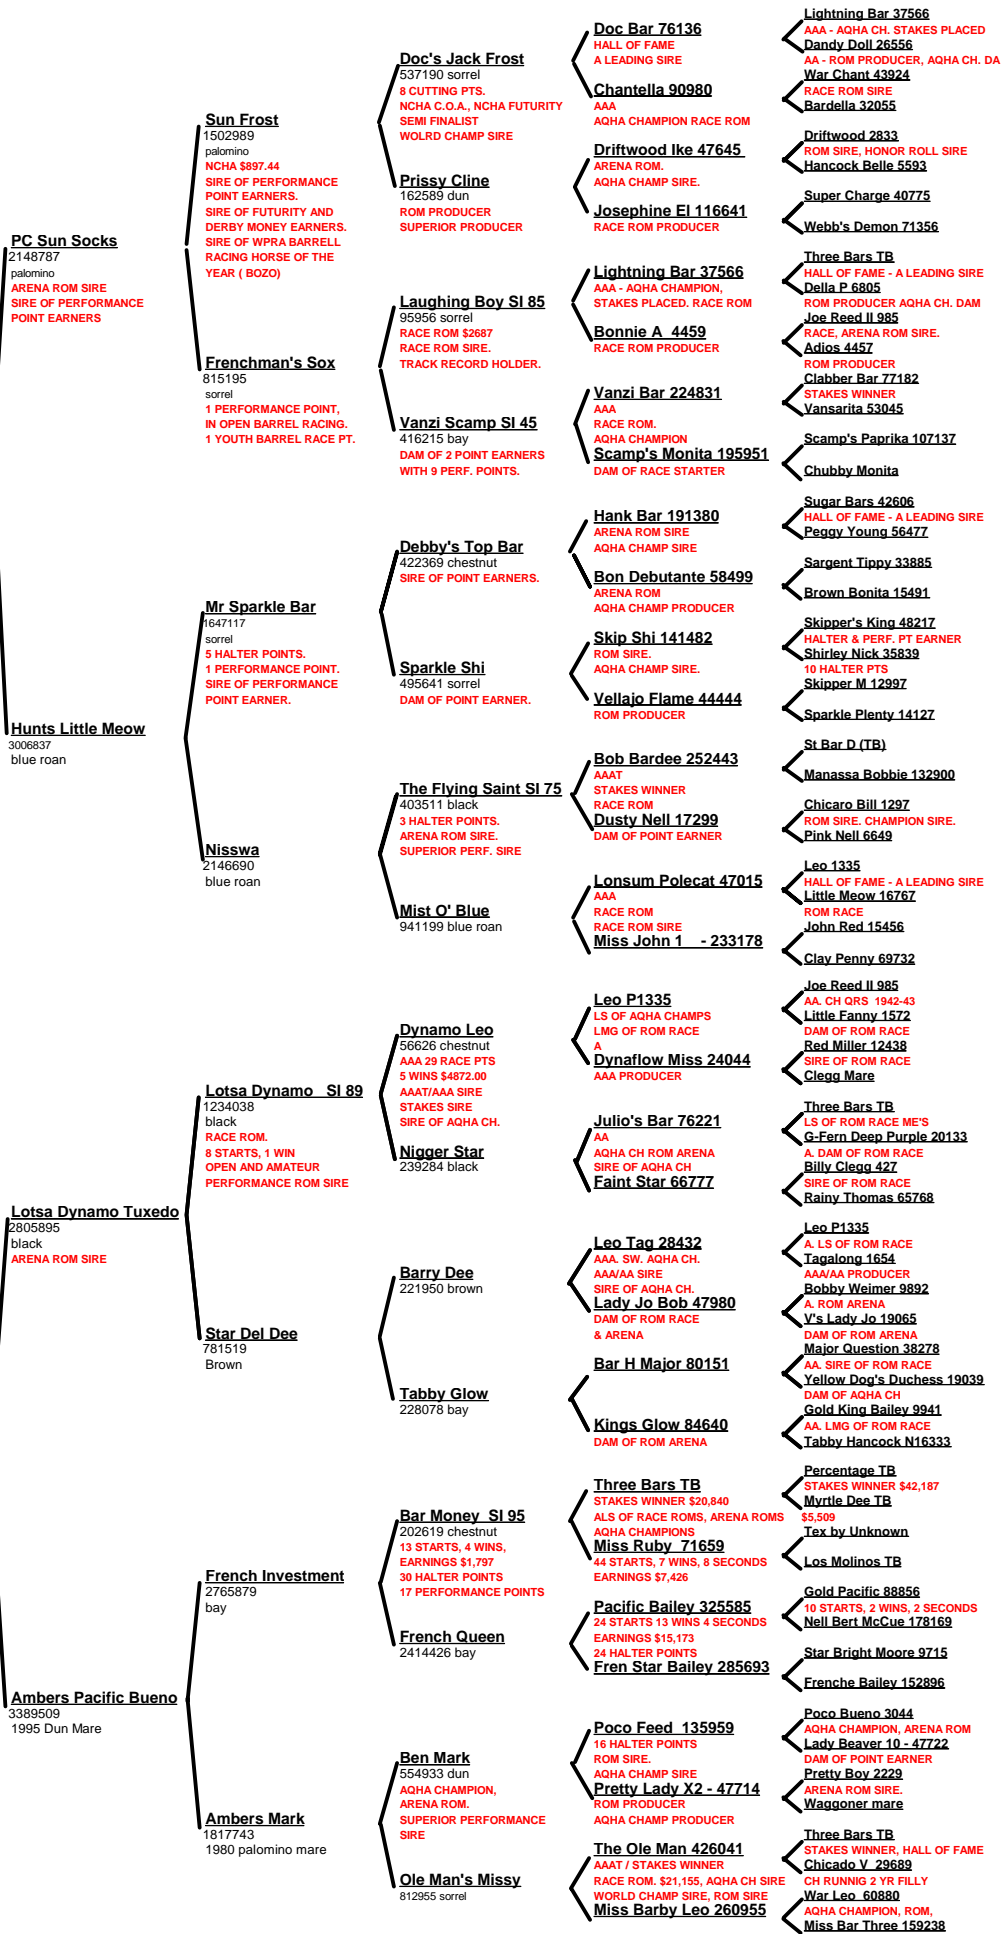 PC Sun Socks
2148787
palomino
ARENA ROM SIRE
SIRE OF PERFORMANCE
POINT EARNERS
Hunts Little Meow
3006837
blue roan
Lotsa Dynamo Tuxedo
2805895
black
ARENA ROM SIRE
Ambers Pacific Bueno
3389509
1995 Dun Mare
Sun Frost
1502989
palomino
NCHA $897.44
SIRE OF PERFORMANCE
POINT EARNERS.
SIRE OF FUTURITY AND
DERBY MONEY EARNERS.
SIRE OF WPRA BARRELL
RACING HORSE OF THE
YEAR ( BOZO)
Frenchman's Sox
815195
sorrel
1 PERFORMANCE POINT,
IN OPEN BARREL RACING.
1 YOUTH BARREL RACE PT.
Mr Sparkle Bar
1647117
sorrel
5 HALTER POINTS.
1 PERFORMANCE POINT.
SIRE OF PERFORMANCE
POINT EARNER.
Nisswa
2146690
blue roan
Lotsa Dynamo SI 89
1234038
black
RACE ROM.
8 STARTS, 1 WIN
OPEN AND AMATEUR
PERFORMANCE ROM SIRE
Star Del Dee
781519
Brown
French Investment
2765879
bay
Ambers Mark
1817743
1980 palomino mare
Doc's Jack Frost
537190 sorrel
8 CUTTING PTS.
NCHA C.O.A., NCHA FUTURITY
SEMI FINALIST
WOLRD CHAMP SIRE
Prissy Cline
162589 dun
ROM PRODUCER
SUPERIOR PRODUCER
Laughing Boy SI 85
95956 sorrel
RACE ROM $2687
RACE ROM SIRE.
TRACK RECORD HOLDER.
Vanzi Scamp SI 45
416215 bay
DAM OF 2 POINT EARNERS
WITH 9 PERF. POINTS.
Debby's Top Bar
422369 chestnut
SIRE OF POINT EARNERS.
Sparkle Shi
495641 sorrel
DAM OF POINT EARNER.
The Flying Saint SI 75
403511 black
3 HALTER POINTS.
ARENA ROM SIRE.
SUPERIOR PERF. SIRE
Mist O' Blue
941199 blue roan
Dynamo Leo
56626 chestnut
AAA 29 RACE PTS
5 WINS $4872.00
AAAT/AAA SIRE
STAKES SIRE
SIRE OF AQHA CH.
Nigger Star
239284 black
Barry Dee
221950 brown
Tabby Glow
228078 bay
Bar Money SI 95
202619 chestnut
13 STARTS, 4 WINS,
EARNINGS $1,797
30 HALTER POINTS
17 PERFORMANCE POINTS
French Queen
2414426 bay
Ben Mark
554933 dun
AQHA CHAMPION,
ARENA ROM.
SUPERIOR PERFORMANCE
SIRE
Ole Man's Missy
812955 sorrel
Doc Bar 76136
HALL OF FAME
A LEADING SIRE
Chantella 90980
AAA
AQHA CHAMPION RACE ROM
Driftwood Ike 47645
ARENA ROM.
AQHA CHAMP SIRE.
Josephine El 116641
RACE ROM PRODUCER
Lightning Bar 37566
AAA - AQHA CHAMPION,
STAKES PLACED. RACE ROM
Bonnie A 4459
RACE ROM PRODUCER
Vanzi Bar 224831
AAA
RACE ROM.
AQHA CHAMPION
Scamp's Monita 195951
DAM OF RACE STARTER
Hank Bar 191380
ARENA ROM SIRE
AQHA CHAMP SIRE
Bon Debutante 58499
ARENA ROM
AQHA CHAMP PRODUCER
Skip Shi 141482
ROM SIRE.
AQHA CHAMP SIRE.
Vellajo Flame 44444
ROM PRODUCER
Bob Bardee 252443
AAAT
STAKES WINNER
RACE ROM
Dusty Nell 17299
DAM OF POINT EARNER
Lonsum Polecat 47015
AAA
RACE ROM
RACE ROM SIRE
Miss John 1 - 233178
Leo P1335
LS OF AQHA CHAMPS
LMG OF ROM RACE
A
Dynaflow Miss 24044
AAA PRODUCER
Julio's Bar 76221
AA
AQHA CH ROM ARENA
SIRE OF AQHA CH
Faint Star 66777
Leo Tag 28432
AAA. SW. AQHA CH.
AAA/AA SIRE
SIRE OF AQHA CH.
Lady Jo Bob 47980
DAM OF ROM RACE
& ARENA
Bar H Major 80151
Kings Glow 84640
DAM OF ROM ARENA
Three Bars TB
STAKES WINNER $20,840
ALS OF RACE ROMS, ARENA ROMS
AQHA CHAMPIONS
Miss Ruby 71659
44 STARTS, 7 WINS, 8 SECONDS
EARNINGS $7,426
Pacific Bailey 325585
24 STARTS 13 WINS 4 SECONDS
EARNINGS $15,173
24 HALTER POINTS
Fren Star Bailey 285693
Poco Feed 135959
16 HALTER POINTS
ROM SIRE.
AQHA CHAMP SIRE
Pretty Lady X2 - 47714
ROM PRODUCER
AQHA CHAMP PRODUCER
The Ole Man 426041
AAAT / STAKES WINNER
RACE ROM. $21,155, AQHA CH SIRE
WORLD CHAMP SIRE, ROM SIRE
Miss Barby Leo 260955
Lightning Bar 37566
AAA - AQHA CH. STAKES PLACED
Dandy Doll 26556
AA - ROM PRODUCER, AQHA CH. DA
War Chant 43924
RACE ROM SIRE
Bardella 32055
Driftwood 2833
ROM SIRE, HONOR ROLL SIRE
Hancock Belle 5593
Super Charge 40775
Webb's Demon 71356
Three Bars TB
HALL OF FAME - A LEADING SIRE
Della P 6805
ROM PRODUCER AQHA CH. DAM
Joe Reed II 985
RACE, ARENA ROM SIRE.
Adios 4457
ROM PRODUCER
Clabber Bar 77182
STAKES WINNER
Vansarita 53045
Scamp's Paprika 107137
Chubby Monita
Sugar Bars 42606
HALL OF FAME - A LEADING SIRE
Peggy Young 56477
Sargent Tippy 33885
Brown Bonita 15491
Skipper's King 48217
HALTER & PERF. PT EARNER
Shirley Nick 35839
10 HALTER PTS
Skipper M 12997
Sparkle Plenty 14127
St Bar D (TB)
Manassa Bobbie 132900
Chicaro Bill 1297
ROM SIRE. CHAMPION SIRE.
Pink Nell 6649
Leo 1335
HALL OF FAME - A LEADING SIRE
Little Meow 16767
ROM RACE
John Red 15456
Clay Penny 69732
Joe Reed II 985
AA. CH QRS 1942-43
Little Fanny 1572
DAM OF ROM RACE
Red Miller 12438
SIRE OF ROM RACE
Clegg Mare
Three Bars TB
LS OF ROM RACE ME'S
G-Fern Deep Purple 20133
A. DAM OF ROM RACE
Billy Clegg 427
SIRE OF ROM RACE
Rainy Thomas 65768
Leo P1335
A. LS OF ROM RACE
Tagalong 1654
AAA/AA PRODUCER
Bobby Weimer 9892
A. ROM ARENA
V's Lady Jo 19065
DAM OF ROM ARENA
Major Question 38278
AA. SIRE OF ROM RACE
Yellow Dog's Duchess 19039
DAM OF AQHA CH
Gold King Bailey 9941
AA. LMG OF ROM RACE
Tabby Hancock N16333
Percentage TB
STAKES WINNER $42,187
Myrtle Dee TB
$5,509
Tex by Unknown
Los Molinos TB
Gold Pacific 88856
10 STARTS, 2 WINS, 2 SECONDS
Nell Bert McCue 178169
Star Bright Moore 9715
Frenche Bailey 152896
Poco Bueno 3044
AQHA CHAMPION, ARENA ROM
Lady Beaver 10 - 47722
DAM OF POINT EARNER
Pretty Boy 2229
ARENA ROM SIRE.
Waggoner mare
Three Bars TB
STAKES WINNER, HALL OF FAME
Chicado V 29689
CH RUNNIG 2 YR FILLY
War Leo 60880
AQHA CHAMPION, ROM,
Miss Bar Three 159238